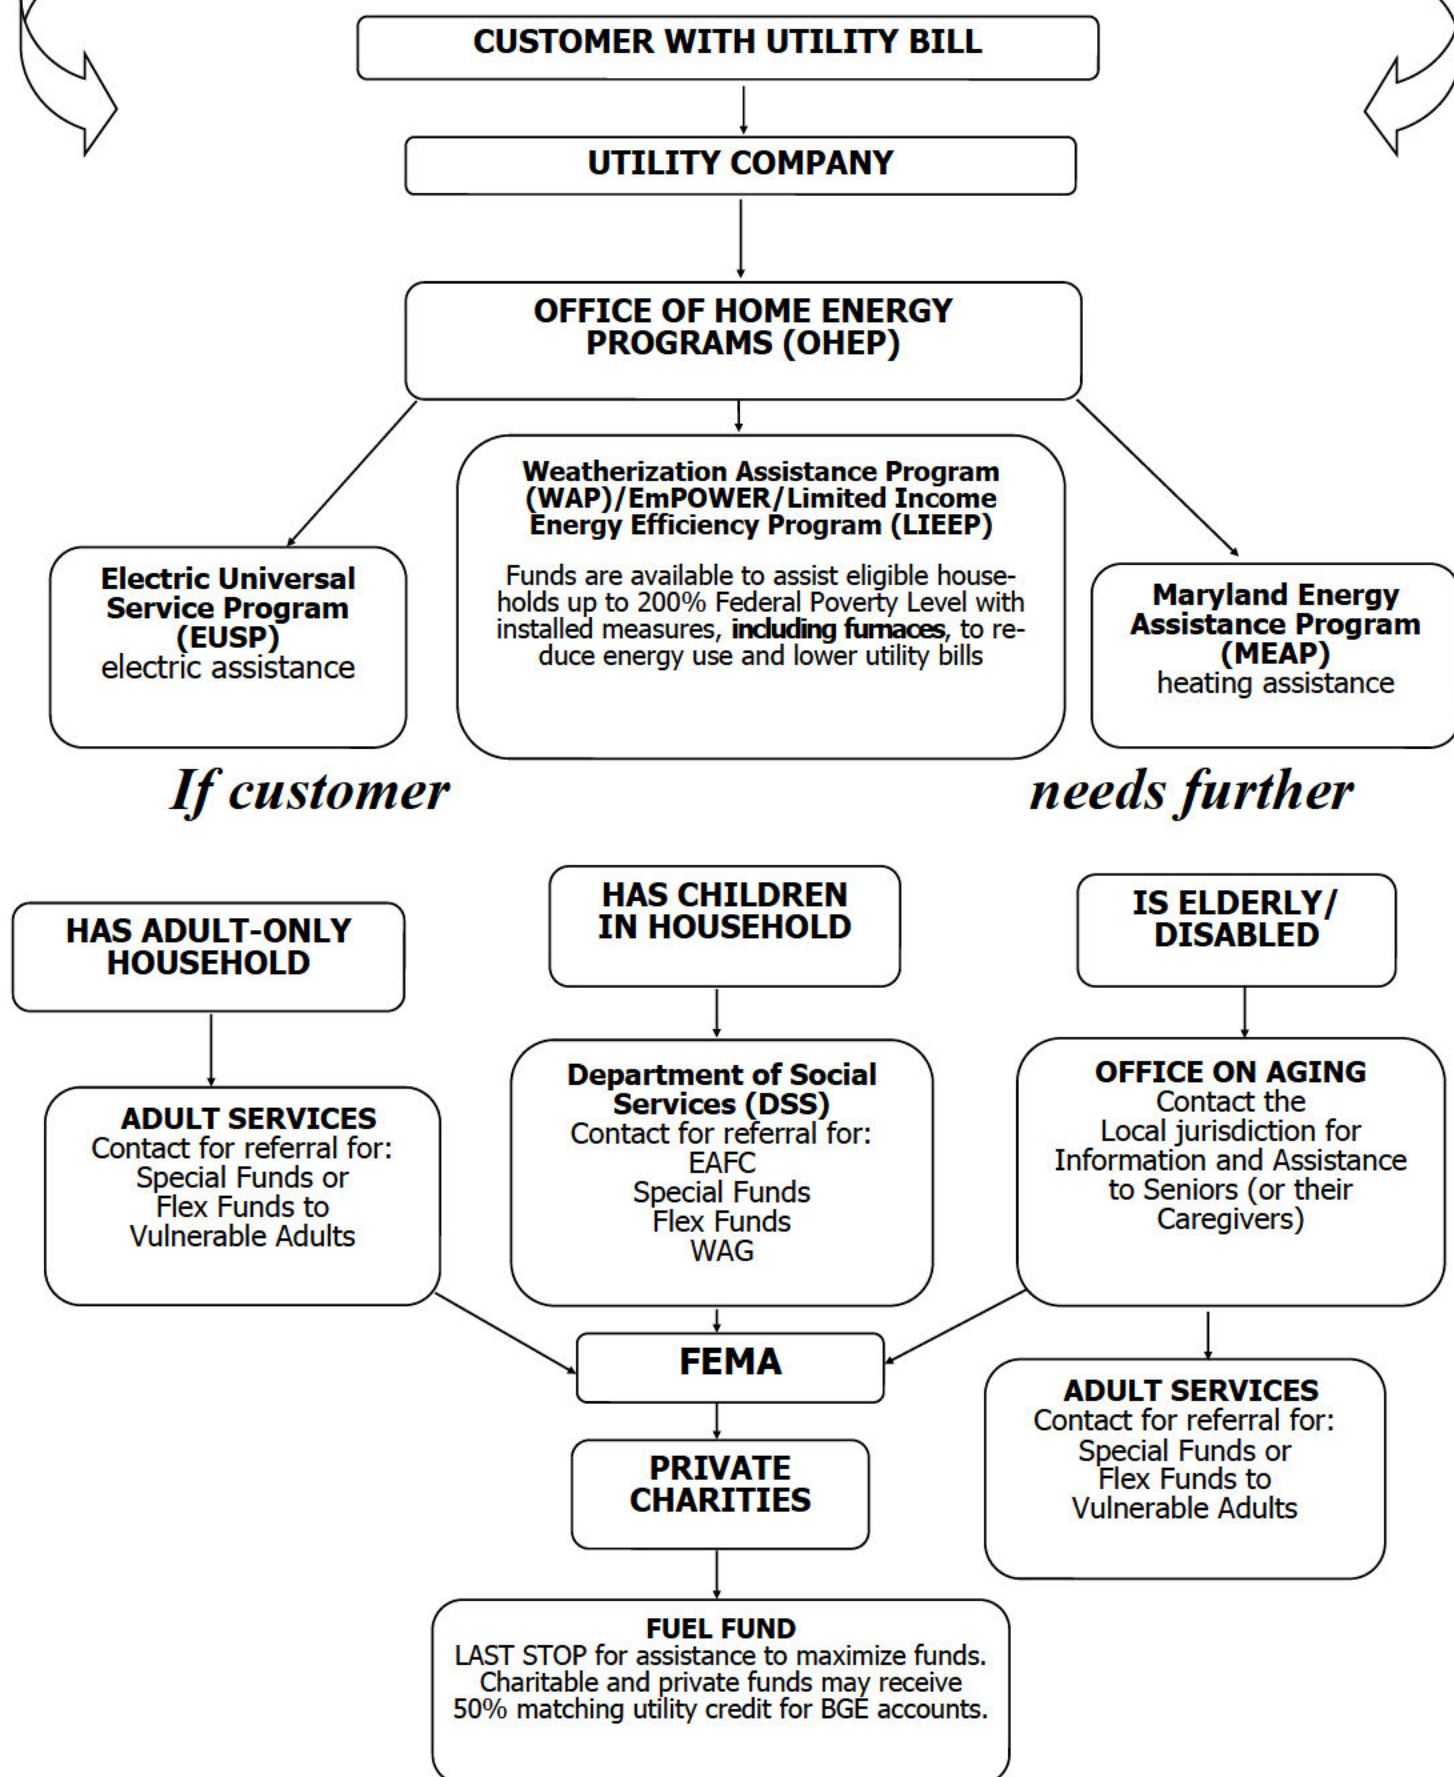 CUSTOMER WITH UTILITY BILL
UTILITY COMPANY
OFFICE OF HOME ENERGY
PROGRAMS (OHEP)
Electric Universal
Service Program
(EUSP)
electric assistance
Weatherization Assistance Program
(WAP)/EmPOWER/Limited Income
Energy Efficiency Program (LIEEP)
Funds are available to assist eligible house-
holds up to 200% Federal Poverty Level with
installed measures, including furnaces, to re-
duce energy use and lower utility bills
Maryland Energy
Assistance Program
(MEAP)
heating assistance
If customer needs further
HAS ADULT-ONLY
HOUSEHOLD
HAS CHILDREN
IN HOUSEHOLD
IS ELDERLY/
DISABLED
ADULT SERVICES
Contact for referral for:
Special Funds or
Flex Funds to
Vulnerable Adults
Department of Social
Services (DSS)
Contact for referral for:
EAFC
Special Funds
Flex Funds
WAG
OFFICE ON AGING
Contact the
Local jurisdiction for
Information and Assistance
to Seniors (or their
Caregivers)
FEMA
ADULT SERVICES
Contact for referral for:
Special Funds or
Flex Funds to
Vulnerable Adults
PRIVATE
CHARITIES
FUEL FUND
LAST STOP for assistance to maximize funds.
Charitable and private funds may receive
50% matching utility credit for BGE accounts.